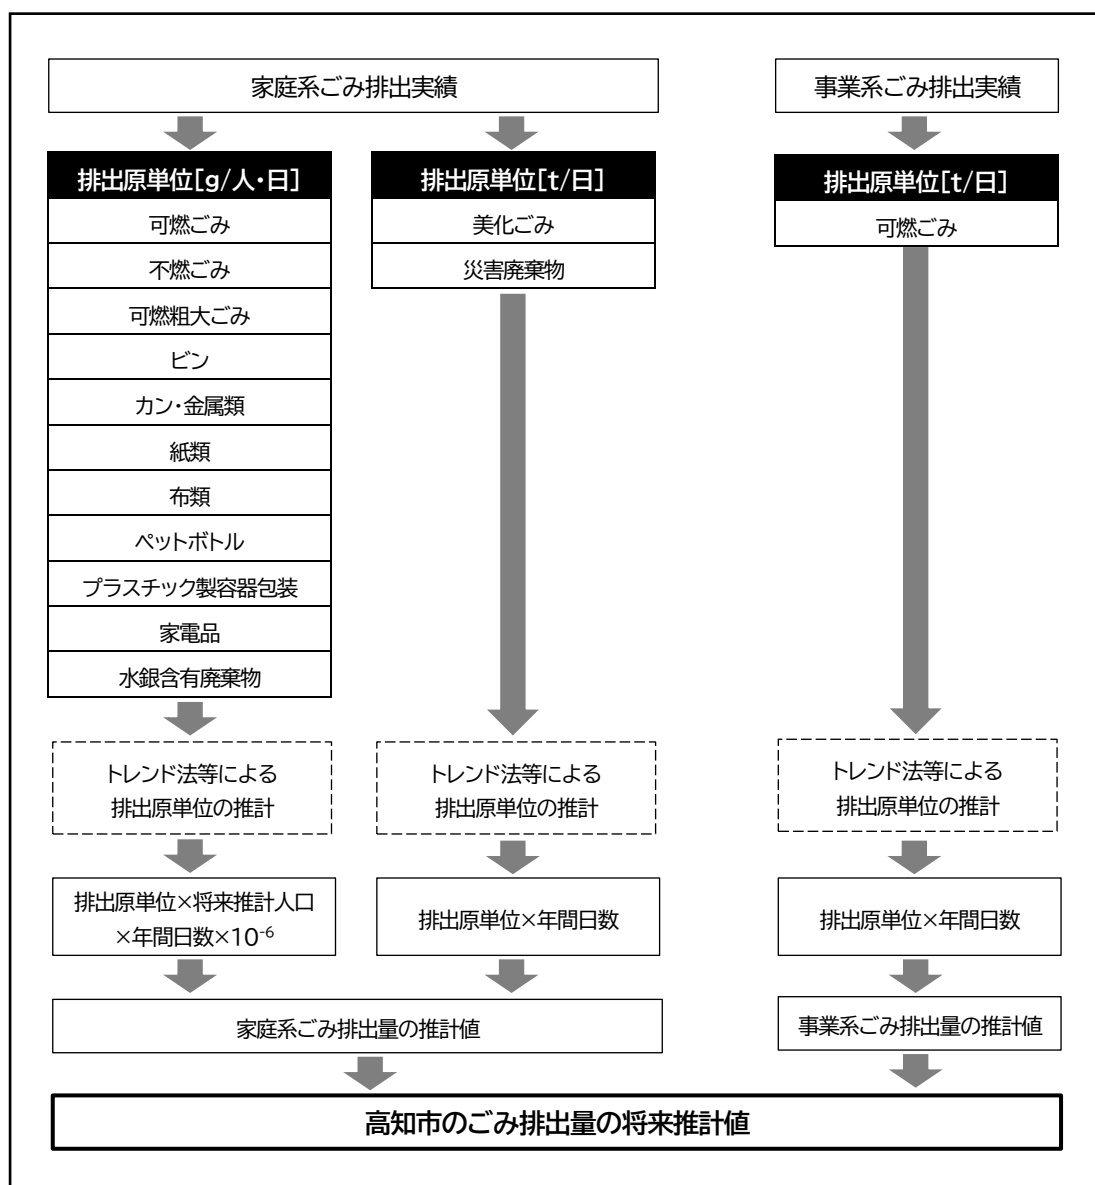 家庭系ごみ排出実績
事業系ごみ排出実績
排出原単位[g/人・日]
可燃ごみ
不燃ごみ
可燃粗大ごみ
ビン
カン・金属類
紙類
布類
ペットボトル
プラスチック製容器包装
家電品
水銀含有廃棄物
排出原単位[t/日]
美化ごみ
災害廃棄物
排出原単位[t/日]
可燃ごみ
トレンド法等による
排出原単位の推計
トレンド法等による
排出原単位の推計
トレンド法等による
排出原単位の推計
排出原単位×将来推計人口
×年間日数×10⁻⁶
排出原単位×年間日数
排出原単位×年間日数
家庭系ごみ排出量の推計値
事業系ごみ排出量の推計値
高知市のごみ排出量の将来推計値